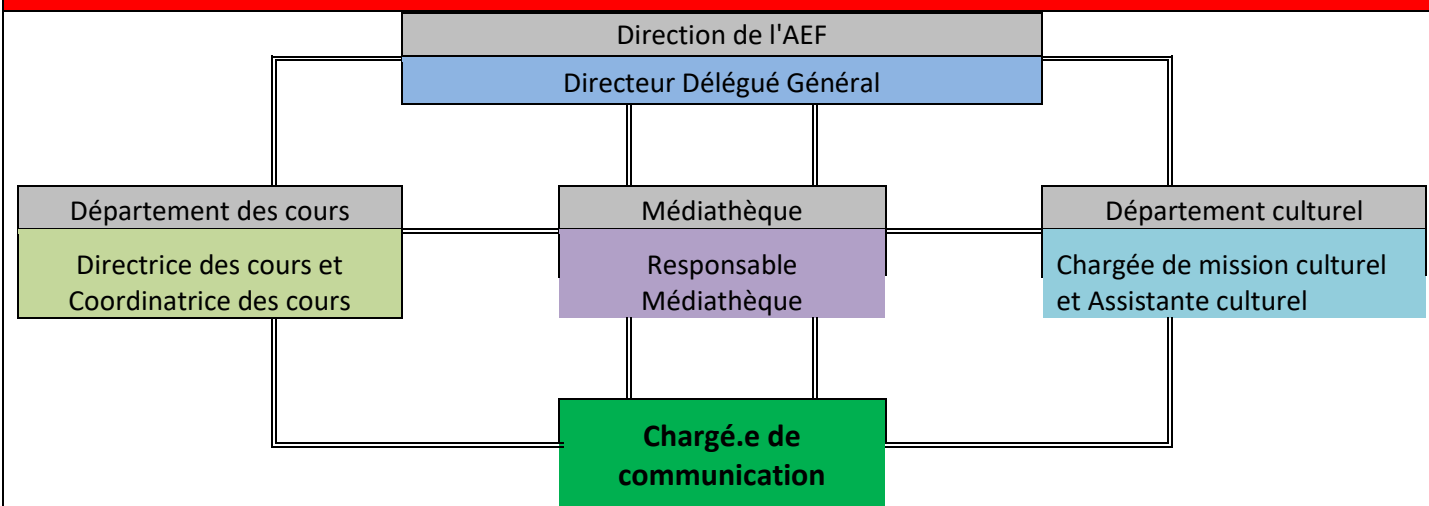 Direction de l'AEF
Directeur Délégué Général
Département des cours
Directrice des cours et
Coordinatrice des cours
Médiathèque
Responsable
Médiathèque
Département culturel
Chargée de mission culturel
et Assistante culturel
Chargé.e de
communication